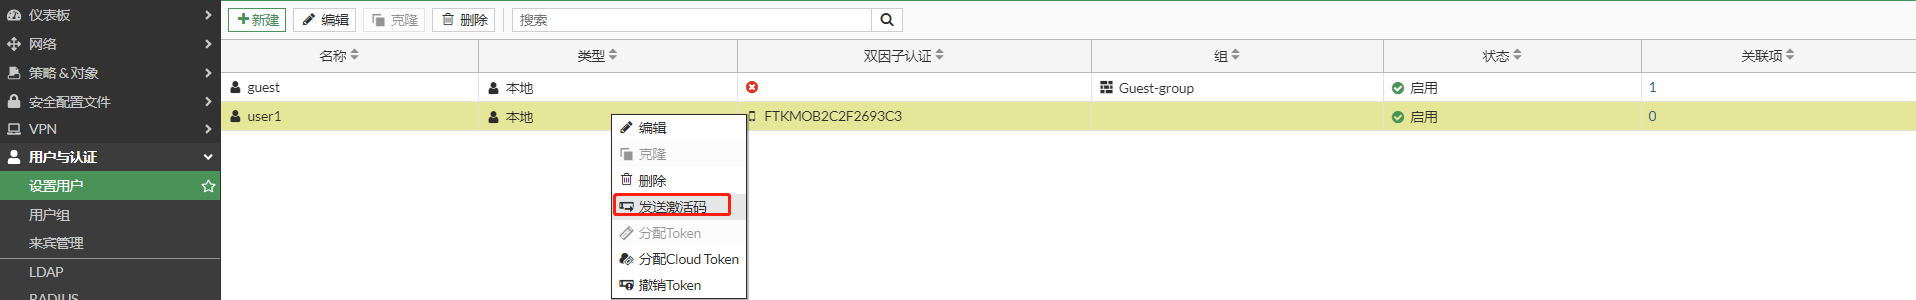 仪表板
网络
策略 & 对象
安全配置文件
VPN
用户与认证
设置用户
用户组
来宾管理
LDAP
RADIUS
新建 编辑 克隆 删除 搜索
名称 类型 双因子认证 组 状态 关联项
guest 本地 Guest-group 启用 1
user1 本地 FTKMOB2C2F2693C3 启用 0
编辑
克隆
删除
发送激活码
分配Token
分配Cloud Token
撤销Token